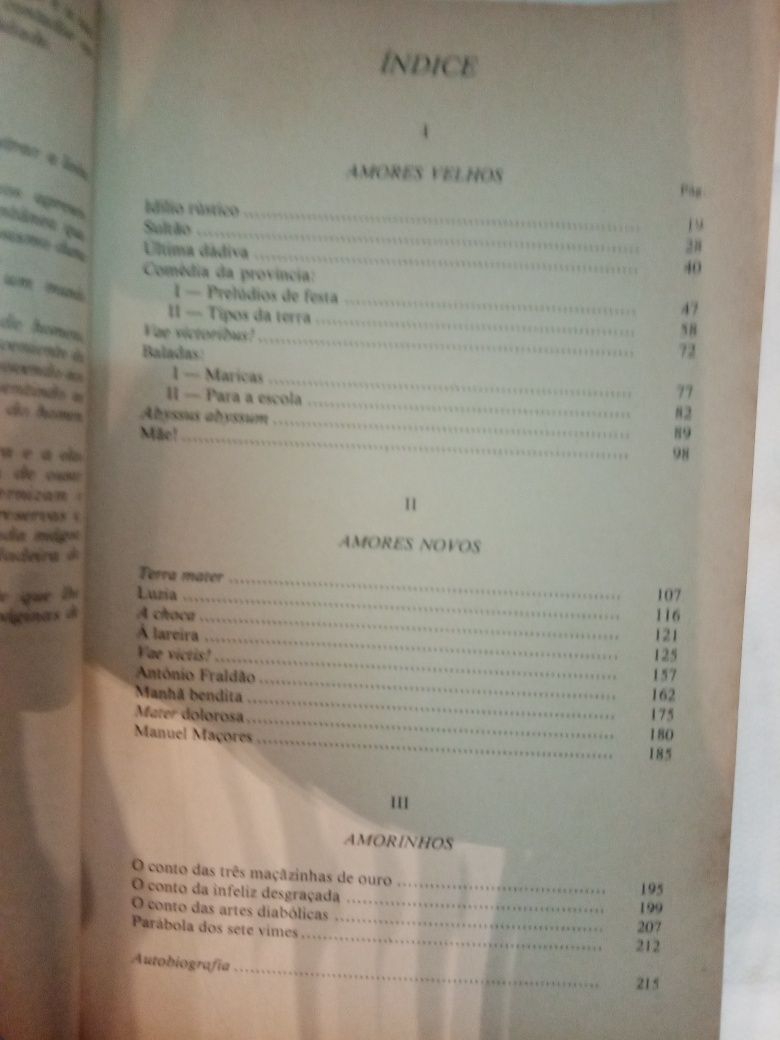 ÍNDICE
I
AMORES VELHOS
Pág.
Idílio rústico ........ 19
Sultão ........ 28
Última dádiva ........ 40
Comédia da província:
I — Prelúdios de festa ........ 47
II — Tipos da terra ........ 58
Vae victoribus! ........ 72
Baladas:
I — Maricas ........ 77
II — Para a escola ........ 82
Abyssus abyssum ........ 89
Mãe! ........ 98
II
AMORES NOVOS
Terra mater ........ 107
Luzia ........ 116
A choca ........ 121
À lareira ........ 125
Vae victis! ........ 157
António Fraldão ........ 162
Manhã bendita ........ 175
Mater dolorosa ........ 180
Manuel Maçores ........ 185
III
AMORINHOS
O conto das três maçãzinhas de ouro ........ 195
O conto da infeliz desgraçada ........ 199
O conto das artes diabólicas ........ 207
Parábola dos sete vimes ........ 212
Autobiografia ........ 215